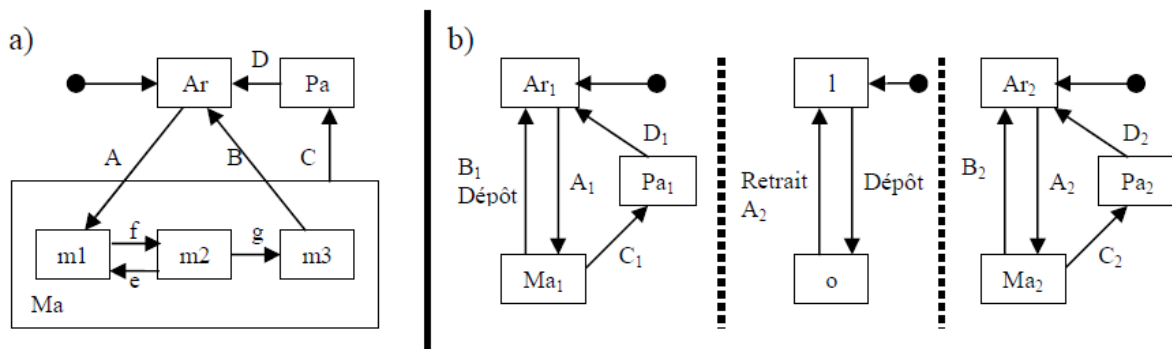 a)
Ar
D
Pa
A
B
C
m1
f
e
m2
g
m3
Ma
b)
Ar₁
B₁
Dépôt
A₁
D₁
Pa₁
C₁
Ma₁
l
Retrait
A₂
Dépôt
o
Ar₂
B₂
A₂
D₂
Pa₂
C₂
Ma₂